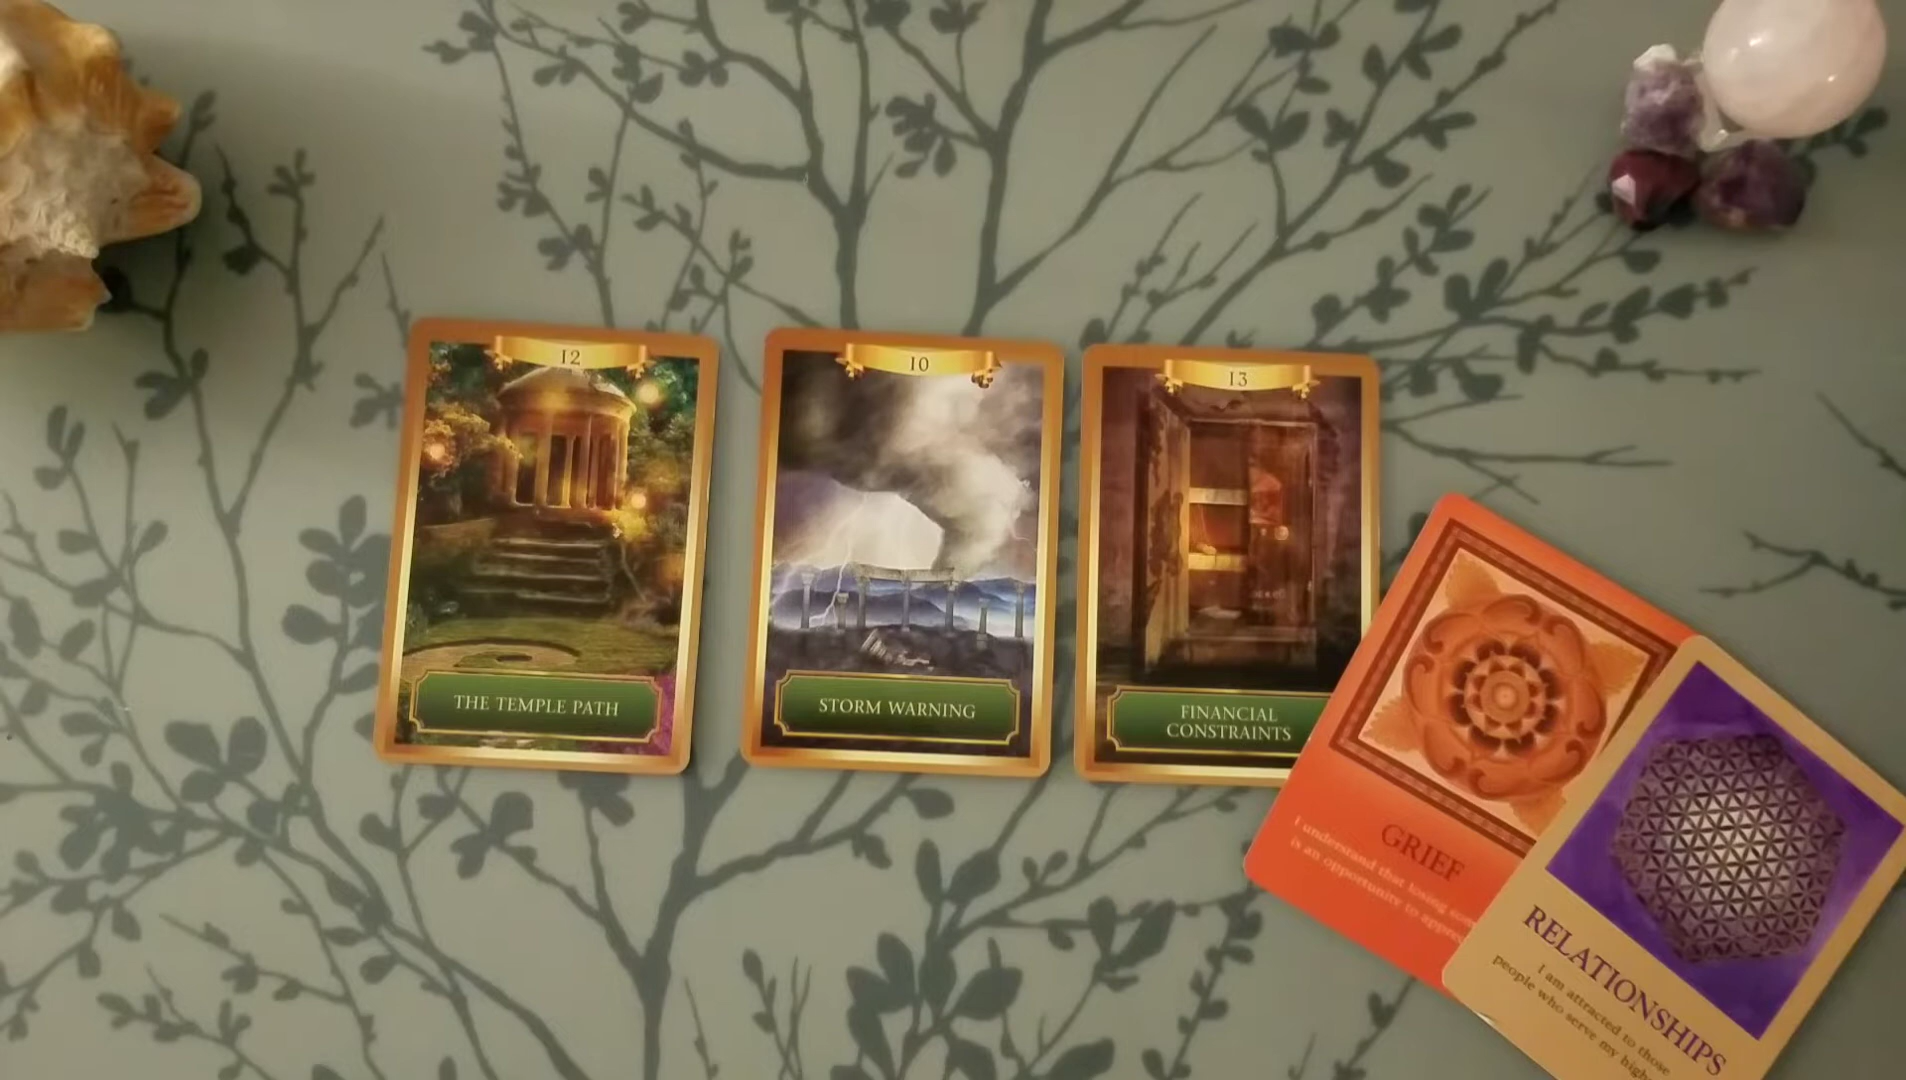 12
THE TEMPLE PATH
10
STORM WARNING
13
FINANCIAL
CONSTRAINTS
GRIEF
I understand that losing
is an opportunity to
RELATIONSHIPS
I am attracted to those
people who serve my